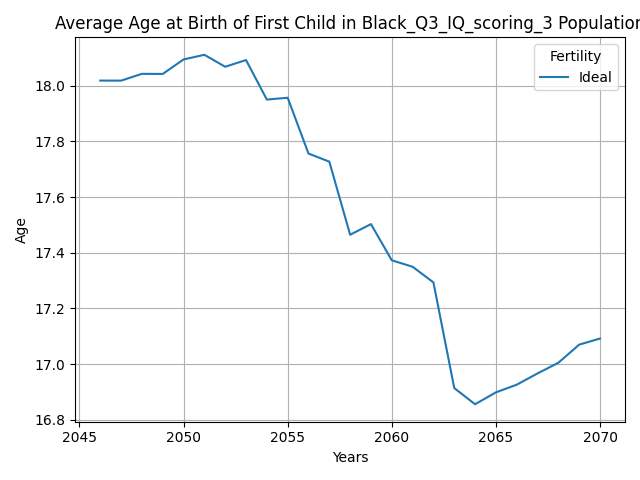 Average Age at Birth of First Child in Black_Q3_IQ_scoring_3 Population
Fertility
Ideal
18.0
17.8
17.6
17.4
17.2
17.0
16.8
Age
2045 2050 2055 2060 2065 2070
Years